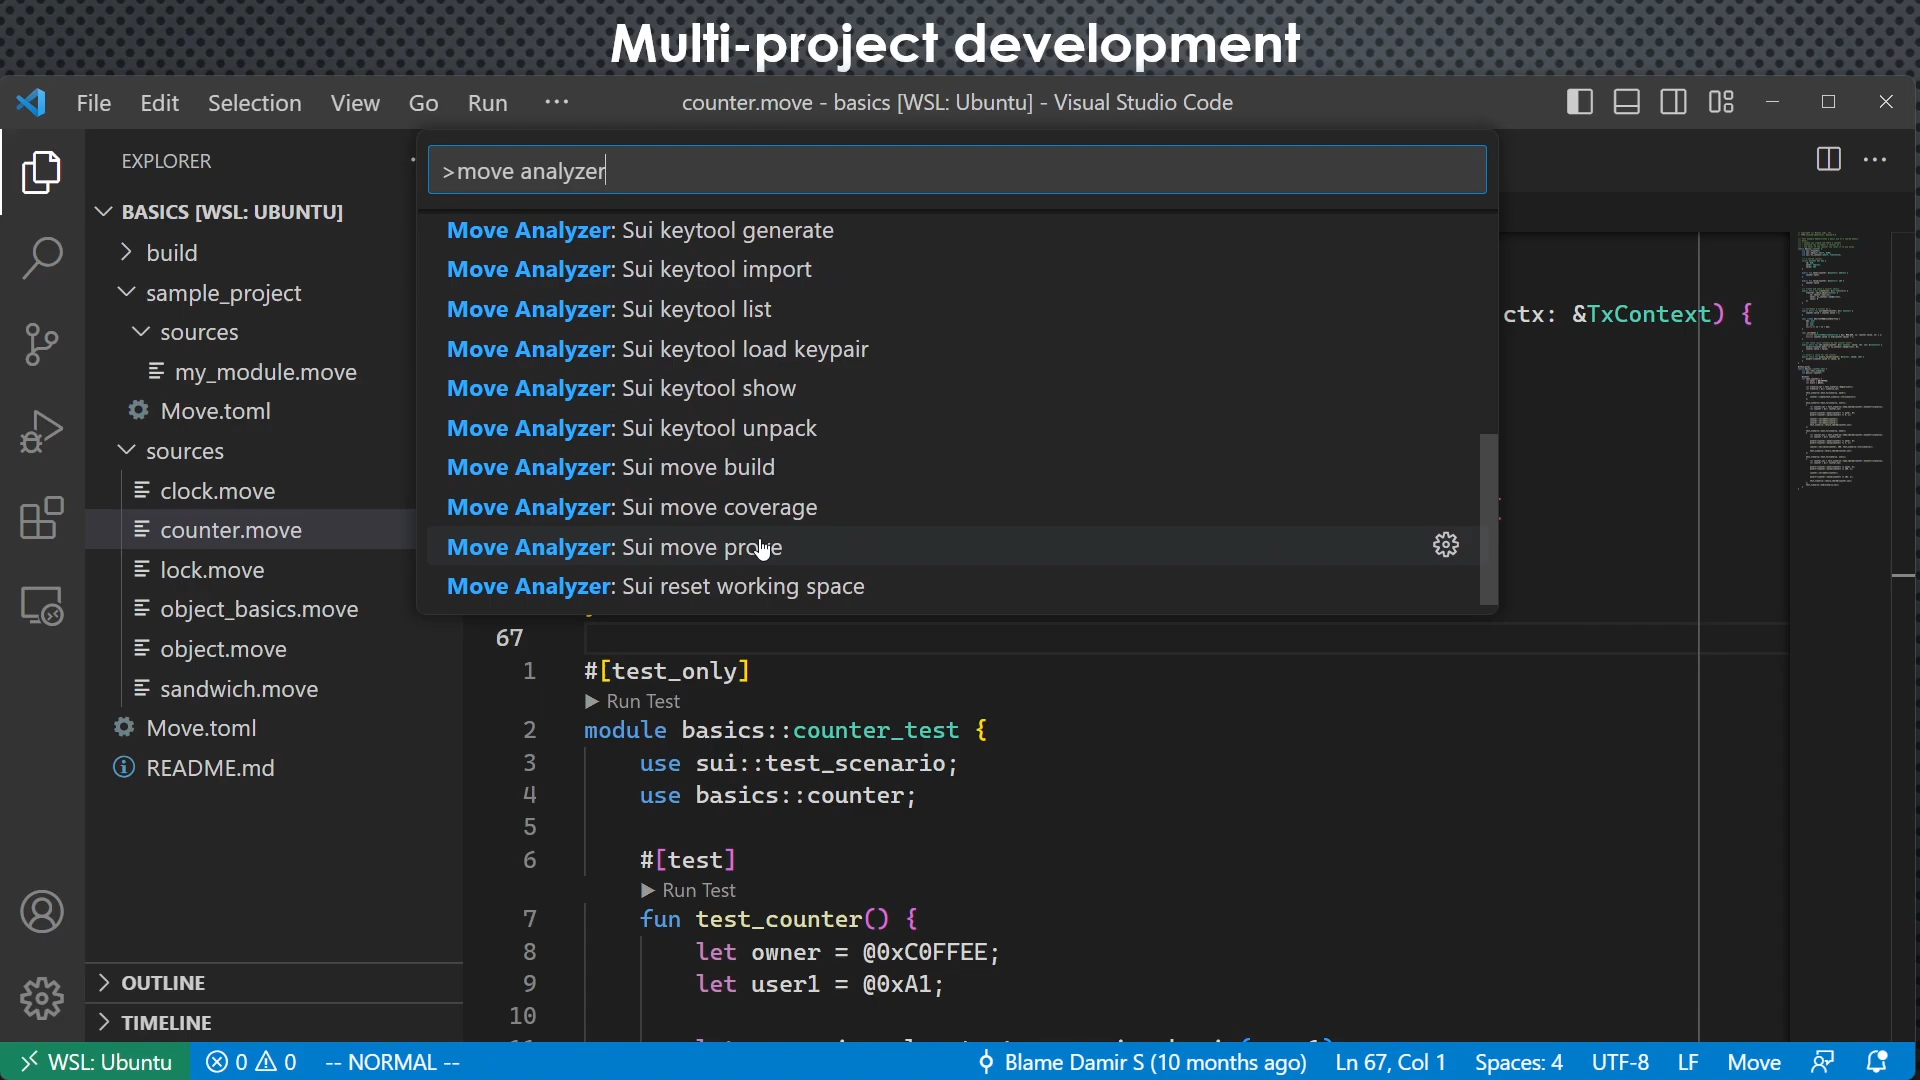 Multi-project development
File Edit Selection View Go Run ··· counter.move - basics [WSL: Ubuntu] - Visual Studio Code
EXPLORER
>move analyzer
BASICS [WSL: UBUNTU]
build
sample_project
sources
my_module.move
Move.toml
sources
clock.move
counter.move
lock.move
object_basics.move
object.move
sandwich.move
Move.toml
README.md
OUTLINE
TIMELINE
Move Analyzer: Sui keytool generate
Move Analyzer: Sui keytool import
Move Analyzer: Sui keytool list
Move Analyzer: Sui keytool load keypair
Move Analyzer: Sui keytool show
Move Analyzer: Sui keytool unpack
Move Analyzer: Sui move build
Move Analyzer: Sui move coverage
Move Analyzer: Sui move prove
Move Analyzer: Sui reset working space
ctx: &TxContext) {
67
1 #[test_only]
Run Test
2 module basics::counter_test {
3 use sui::test_scenario;
4 use basics::counter;
5
6 #[test]
Run Test
7 fun test_counter() {
8 let owner = @0xC0FFEE;
9 let user1 = @0xA1;
10
WSL: Ubuntu 0 0 -- NORMAL -- Blame Damir S (10 months ago) Ln 67, Col 1 Spaces: 4 UTF-8 LF Move